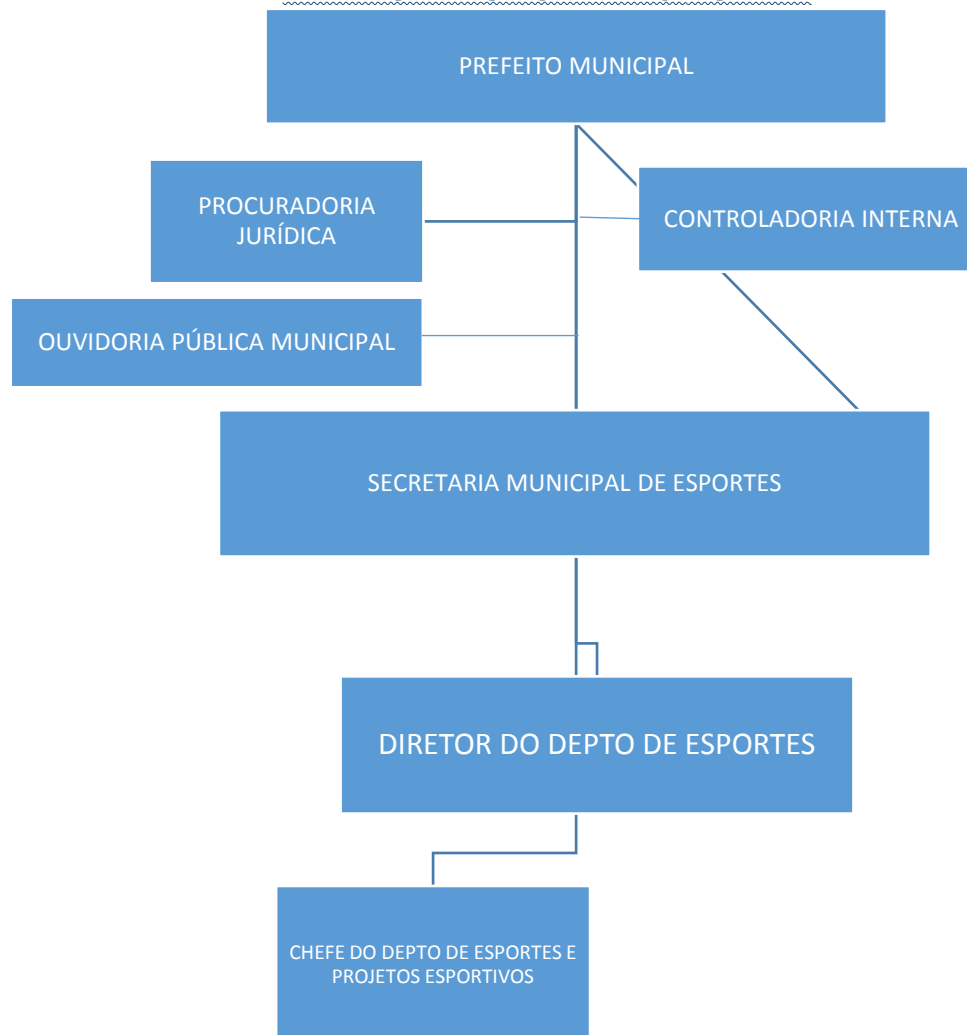 PREFEITO MUNICIPAL
PROCURADORIA
JURÍDICA
CONTROLADORIA INTERNA
OUVIDORIA PÚBLICA MUNICIPAL
SECRETARIA MUNICIPAL DE ESPORTES
DIRETOR DO DEPTO DE ESPORTES
CHEFE DO DEPTO DE ESPORTES E
PROJETOS ESPORTIVOS